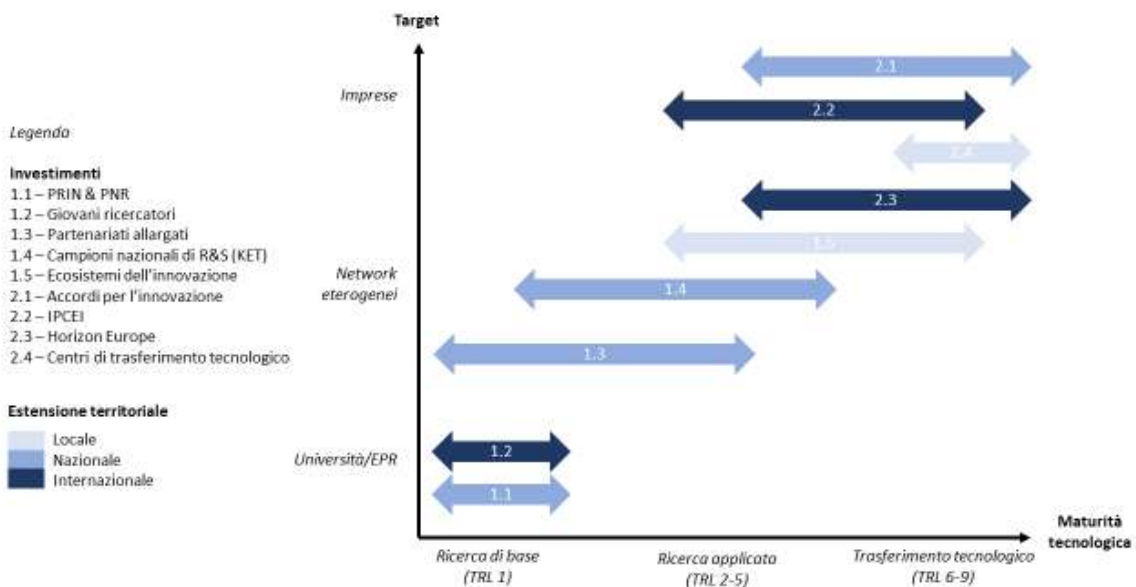 Target
Imprese
Legenda
Investimenti
1.1 – PRIN & PNR
1.2 – Giovani ricercatori
1.3 – Partenariati allargati
1.4 – Campioni nazionali di R&S (KET)
1.5 – Ecosistemi dell'innovazione
2.1 – Accordi per l'innovazione
2.2 – IPCEI
2.3 – Horizon Europe
2.4 – Centri di trasferimento tecnologico
Estensione territoriale
Locale
Nazionale
Internazionale
Network
eterogenei
Università/EPR
2.1
2.2
2.4
2.3
1.5
1.4
1.3
1.2
1.1
Maturità
tecnologica
Ricerca di base
(TRL 1)
Ricerca applicata
(TRL 2-5)
Trasferimento tecnologico
(TRL 6-9)